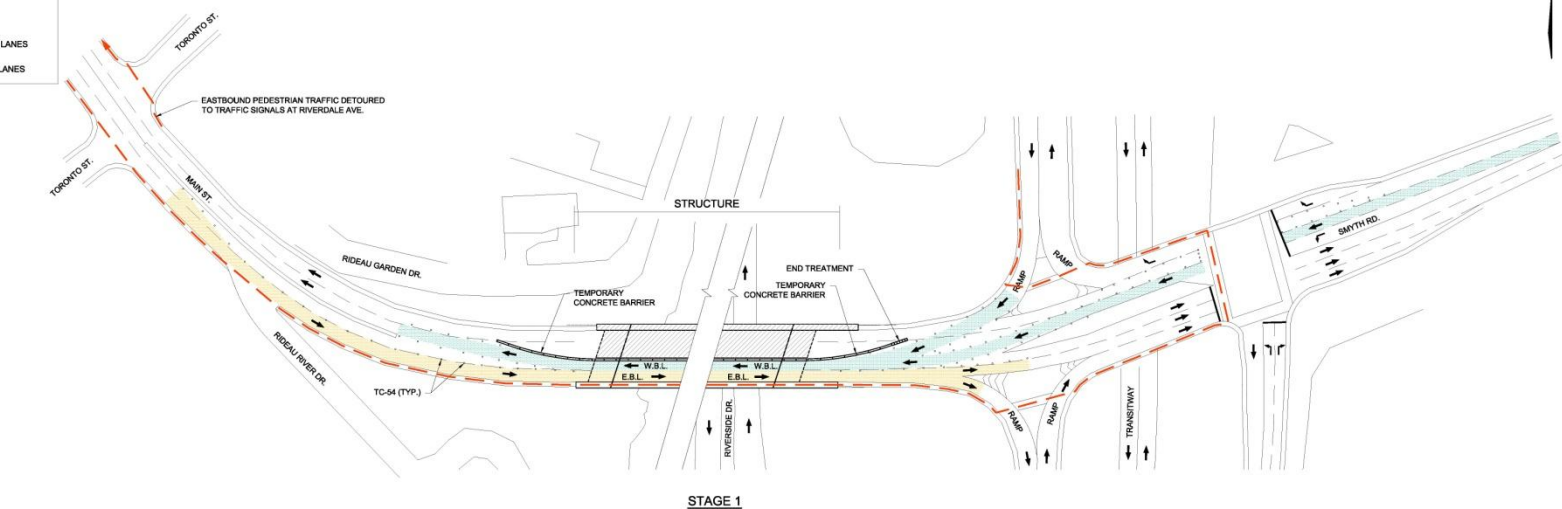 LANES
LANES
TORONTO ST.
EASTBOUND PEDESTRIAN TRAFFIC DETOURED
TO TRAFFIC SIGNALS AT RIVERDALE AVE.
TORONTO ST.
MAIN ST.
STRUCTURE
SMYTH RD.
RIDEAU GARDEN DR.
END TREATMENT
RAMP
RAMP
TEMPORARY
CONCRETE BARRIER
TEMPORARY
CONCRETE BARRIER
RIDEAU RIVER DR.
W.B.L.
W.B.L.
E.B.L.
E.B.L.
TC-54 (TYP.)
RIVERSIDE DR.
RAMP
RAMP
TRANSITWAY
STAGE 1